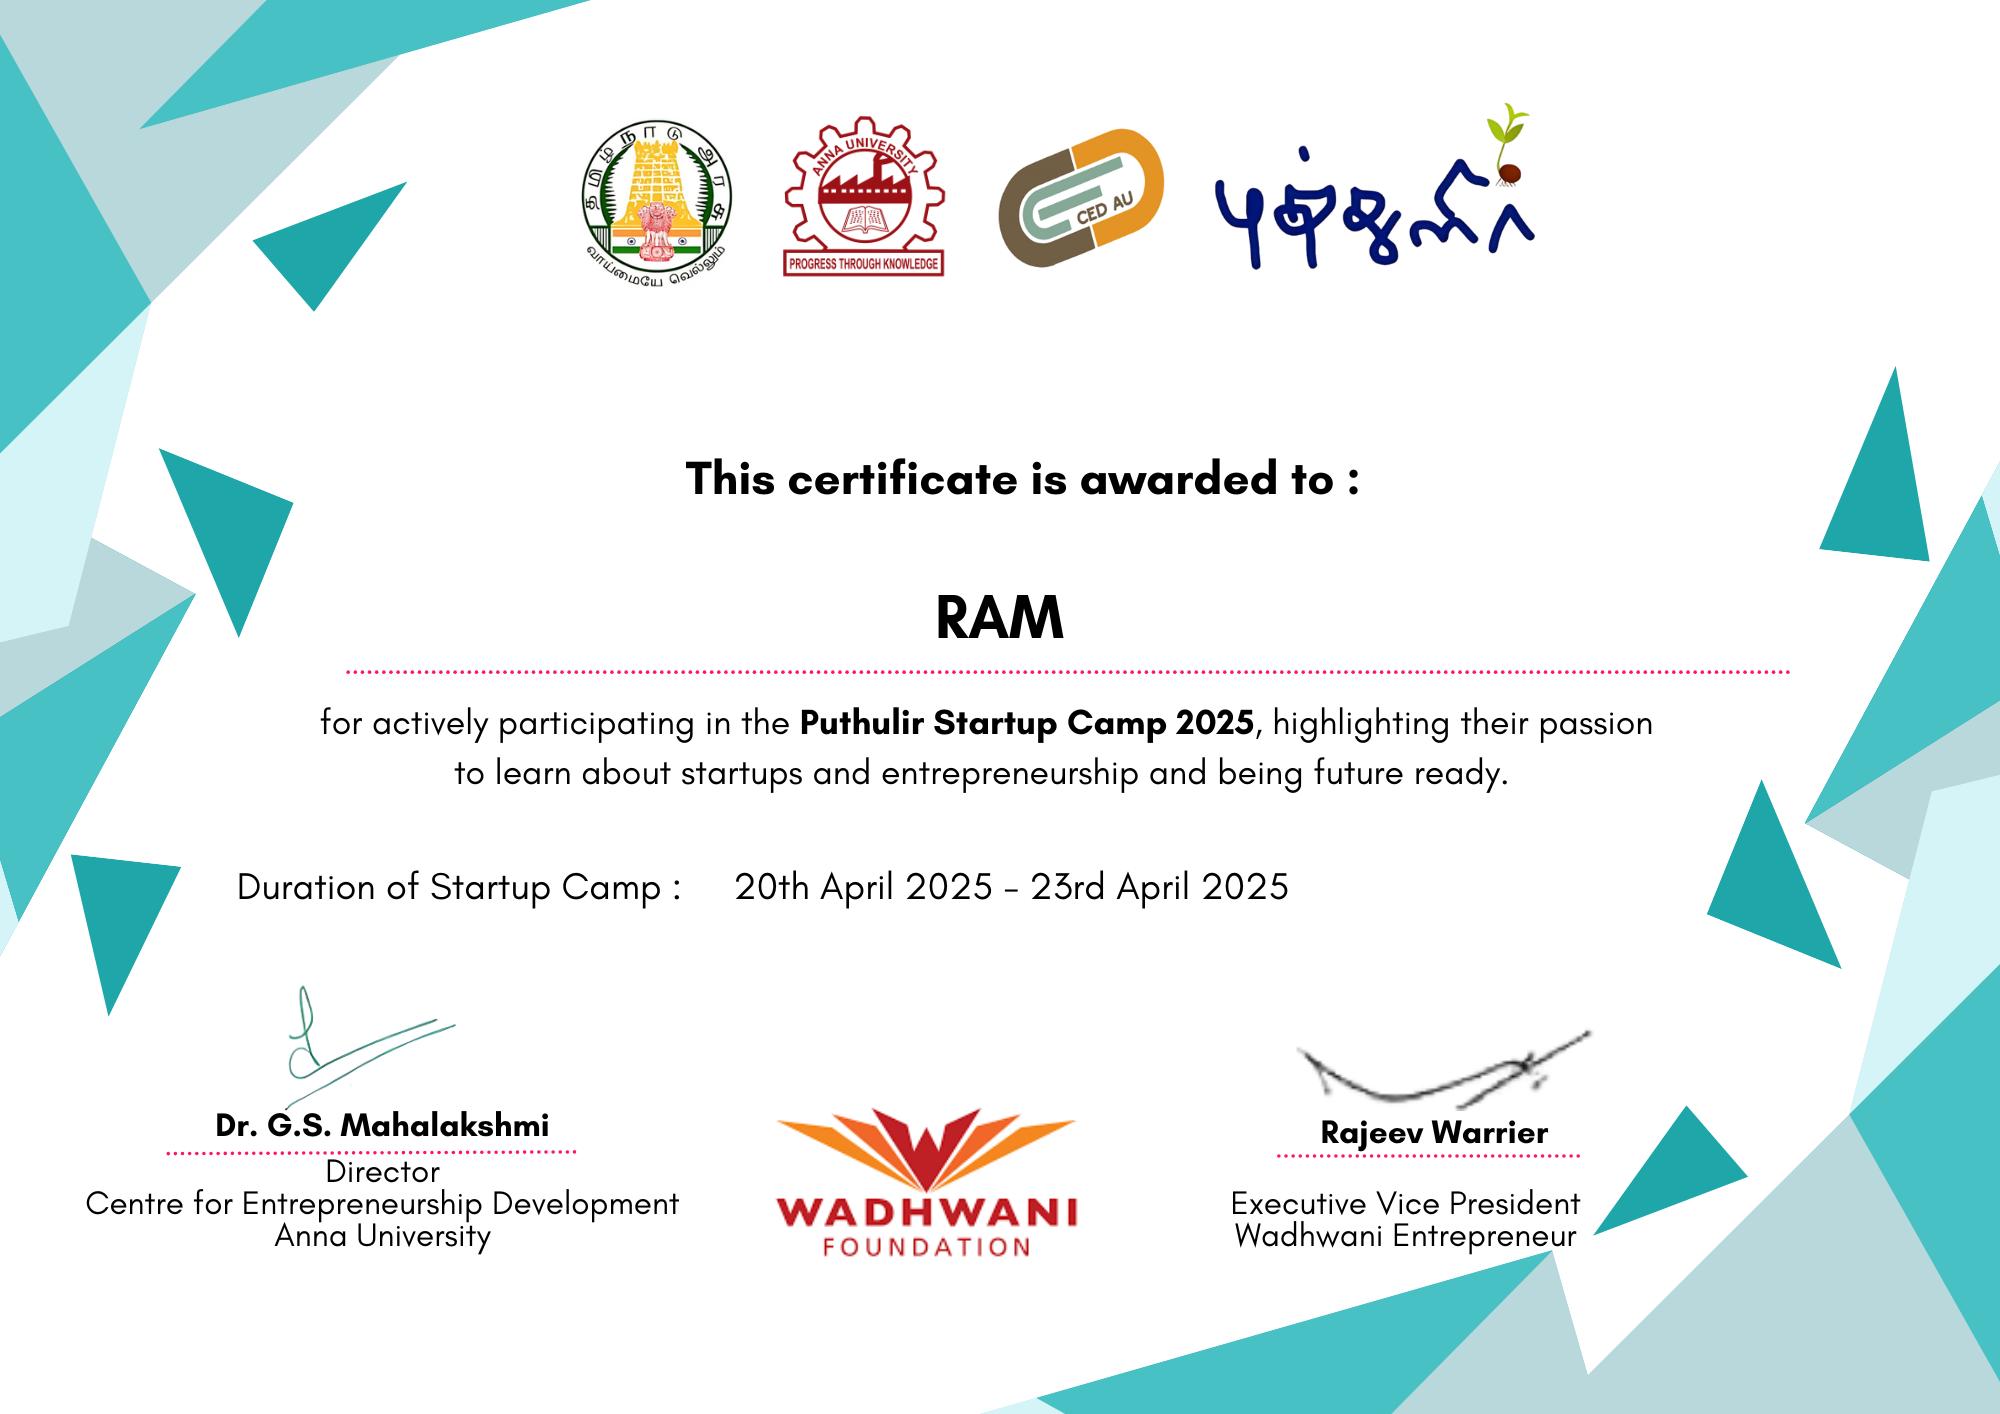 தமிழ்நாடு அரசு
வாய்மையே வெல்லும்
ANNA UNIVERSITY
PROGRESS THROUGH KNOWLEDGE
CED AU
புத்துளிர்
This certificate is awarded to :
RAM
for actively participating in the Puthulir Startup Camp 2025, highlighting their passion
to learn about startups and entrepreneurship and being future ready.
Duration of Startup Camp : 20th April 2025 – 23rd April 2025
Dr. G.S. Mahalakshmi
Director
Centre for Entrepreneurship Development
Anna University
WADHWANI
FOUNDATION
Rajeev Warrier
Executive Vice President
Wadhwani Entrepreneur